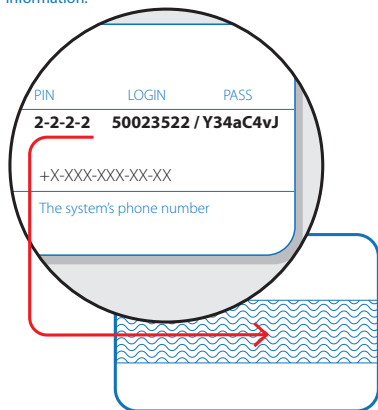 information.
PIN LOGIN PASS
2-2-2-2 50023522 / Y34aC4vJ
+X-XXX-XXX-XX-XX
The system's phone number